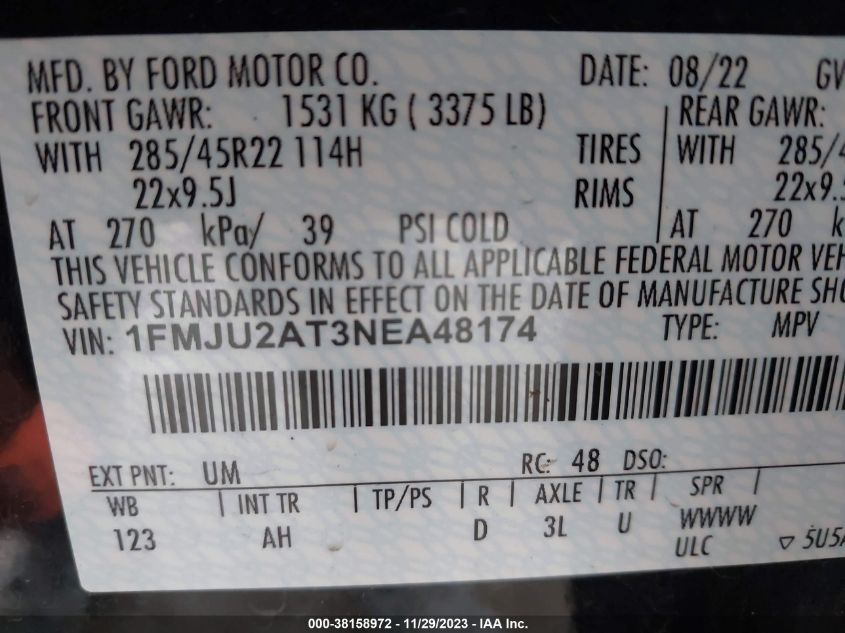 MFD. BY FORD MOTOR CO. DATE: 08/22 GV
FRONT GAWR: 1531 KG ( 3375 LB) REAR GAWR:
WITH 285/45R22 114H TIRES WITH 285/4
22x9.5J RIMS 22x9.5
AT 270 kPa/ 39 PSI COLD AT 270 k
THIS VEHICLE CONFORMS TO ALL APPLICABLE FEDERAL MOTOR VEH
SAFETY STANDARDS IN EFFECT ON THE DATE OF MANUFACTURE SHO
VIN: 1FMJU2AT3NEA48174 TYPE: MPV
EXT PNT: UM RC: 48 DSO:
WB INT TR TP/PS R AXLE TR SPR
123 AH D 3L U WWWW
ULC 5U5A
000-38158972 - 11/29/2023 - IAAI.com